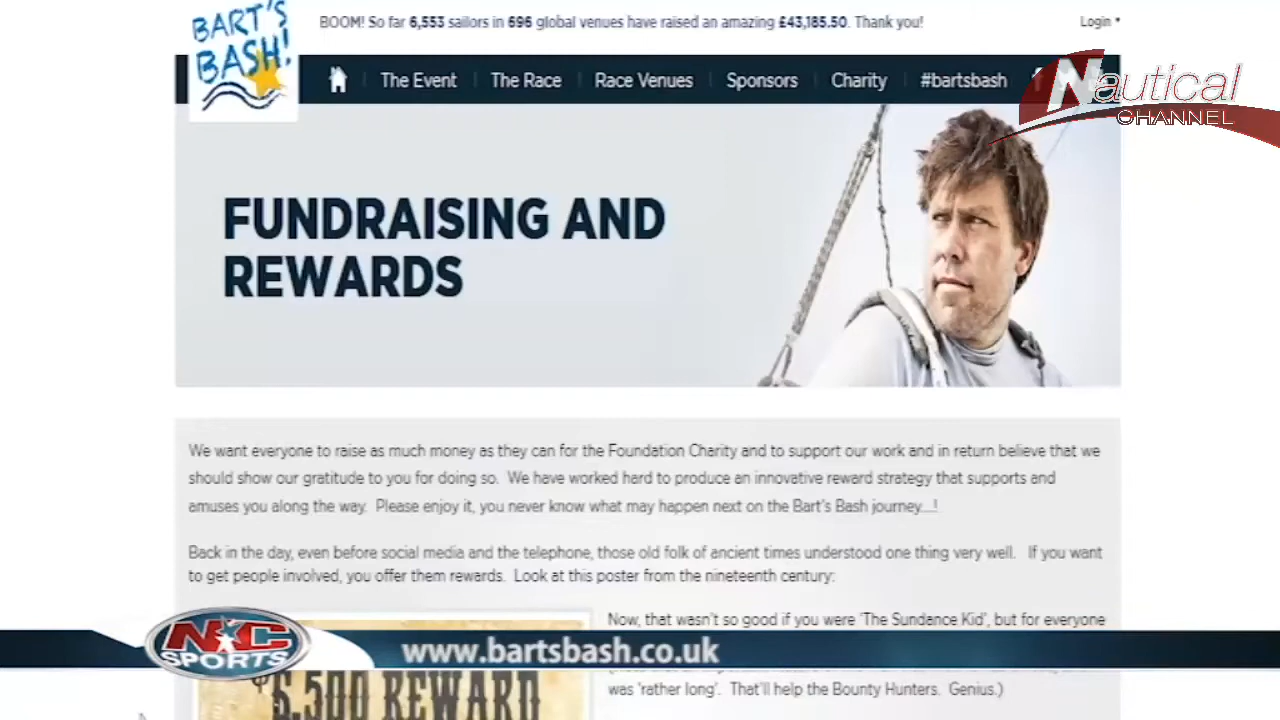 BART'S
BASH!
BOOM! So far 6,553 sailors in 696 global venues have raised an amazing £43,185.50. Thank you!
Login
The Event
The Race
Race Venues
Sponsors
Charity
#bartsbash
Nautical
CHANNEL
FUNDRAISING AND
REWARDS
We want everyone to raise as much money as they can for the Foundation Charity and to support our work and in return believe that we
should show our gratitude to you for doing so. We have worked hard to produce an innovative reward strategy that supports and
amuses you along the way. Please enjoy it, you never know what may happen next on the Bart's Bash journey....!
Back in the day, even before social media and the telephone, those old folk of ancient times understood one thing very well. If you want
to get people involved, you offer them rewards. Look at this poster from the nineteenth century:
Now, that wasn't so good if you were 'The Sundance Kid', but for everyone
NC
SPORTS
www.bartsbash.co.uk
was 'rather long'. That'll help the Bounty Hunters. Genius.)
$6,500 REWARD